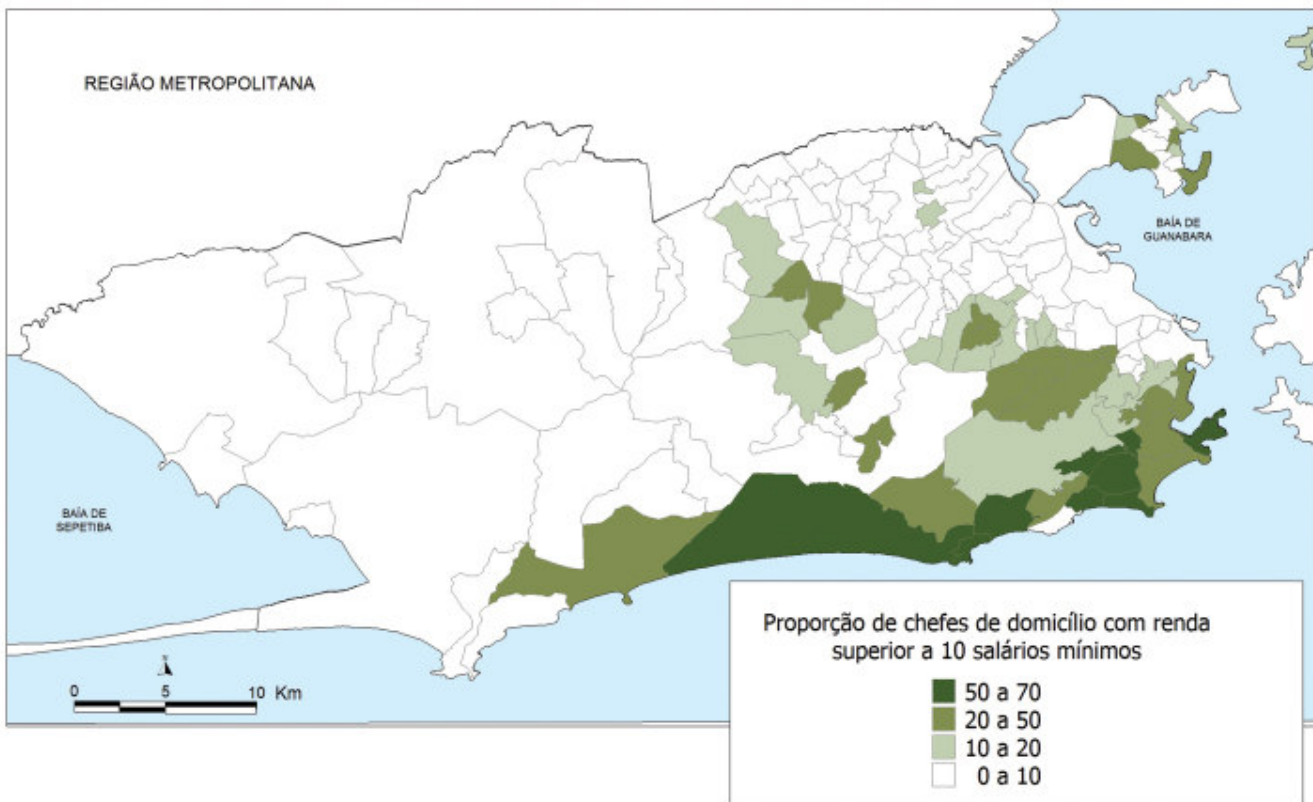 REGIÃO METROPOLITANA
BAÍA DE
GUANABARA
BAÍA DE
SEPETIBA
N
0 5 10 Km
Proporção de chefes de domicílio com renda
superior a 10 salários mínimos
50 a 70
20 a 50
10 a 20
0 a 10